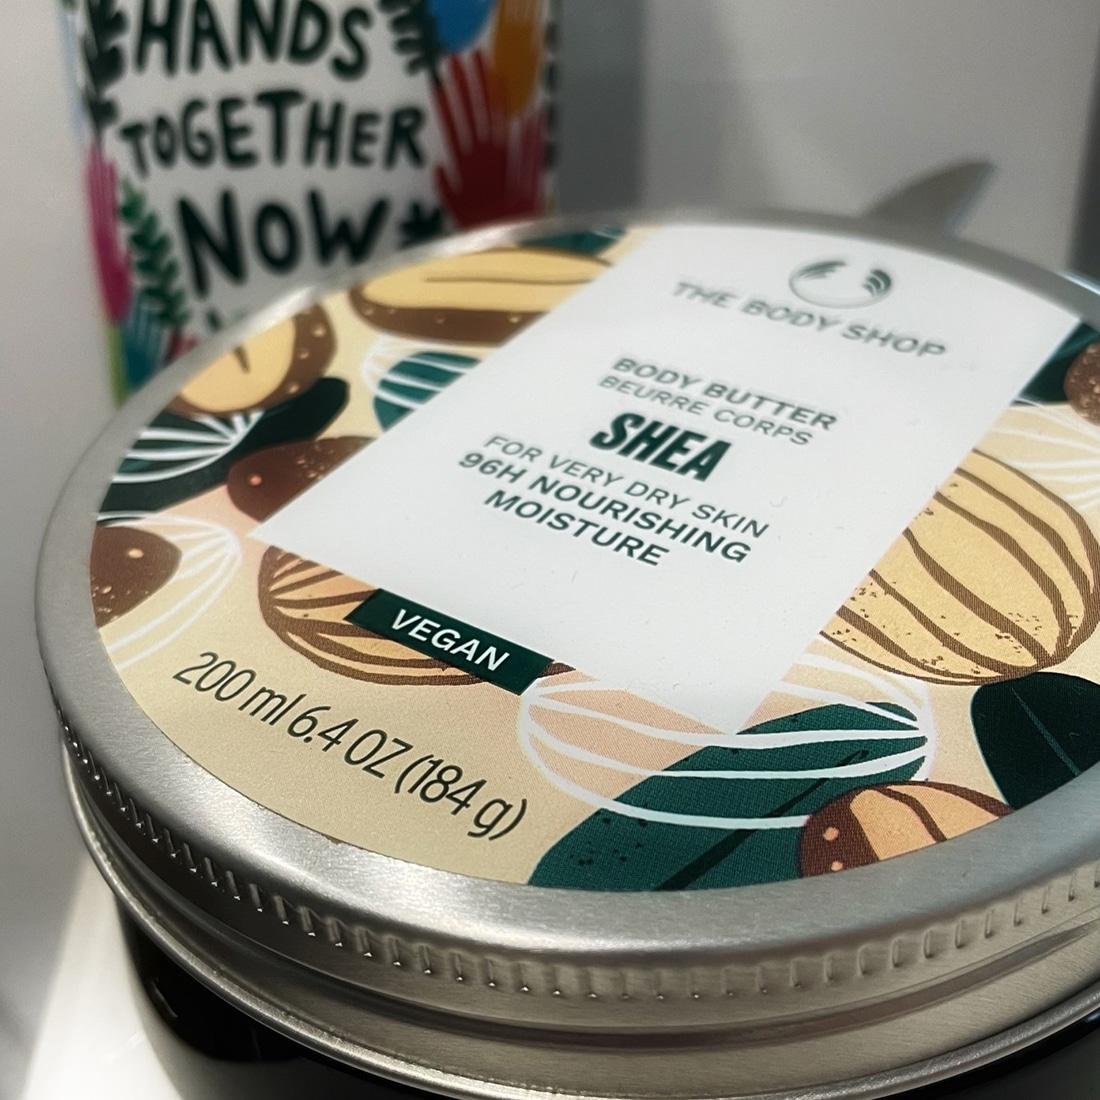 HANDS
TOGETHER
NOW
THE BODY SHOP
BODY BUTTER
BEURRE CORPS
SHEA
FOR VERY DRY SKIN
96H NOURISHING
MOISTURE
VEGAN
200 ml 6.4 OZ (184 g)